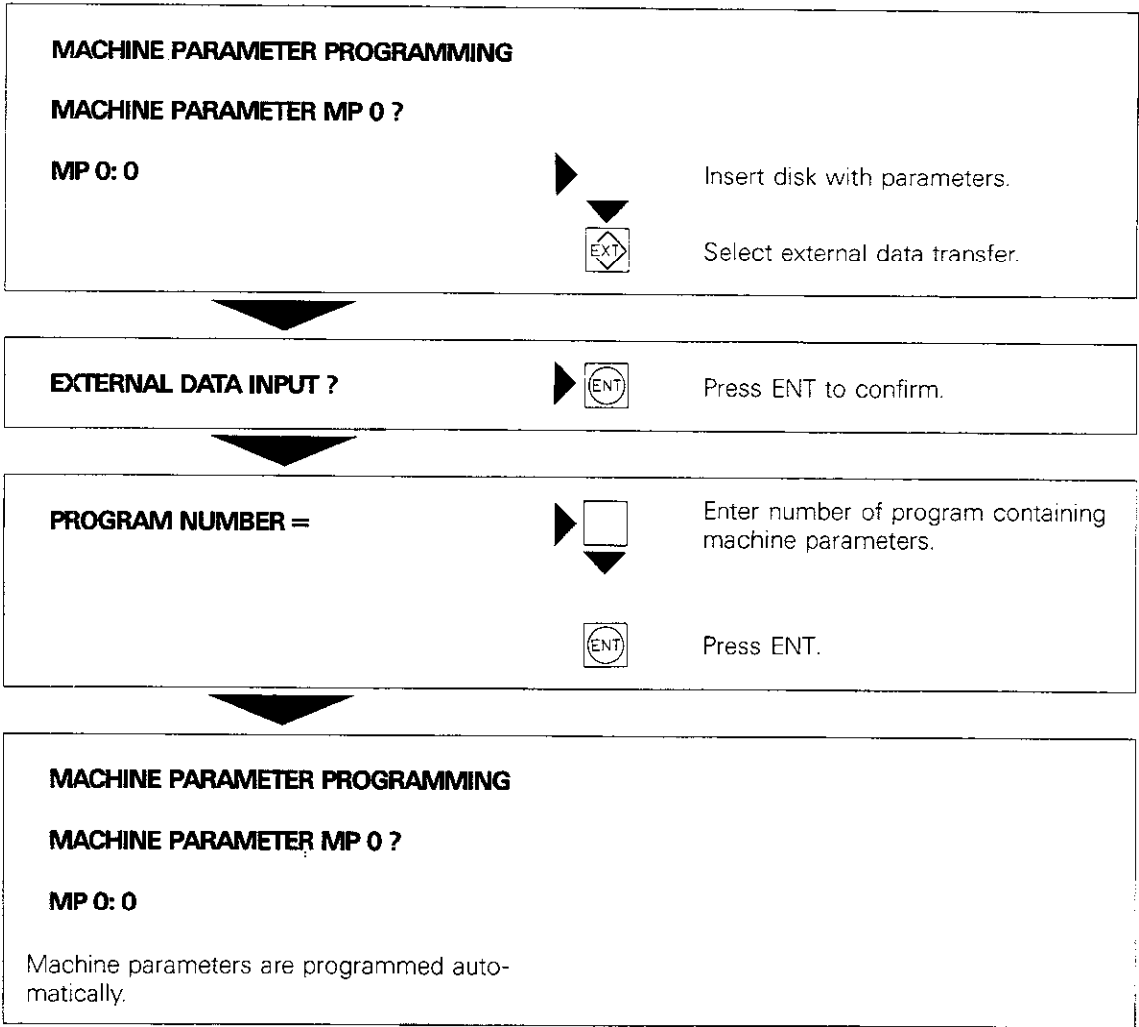 MACHINE PARAMETER PROGRAMMING
MACHINE PARAMETER MP 0 ?
MP 0: 0
Insert disk with parameters.
EXT
Select external data transfer.
EXTERNAL DATA INPUT ?
ENT
Press ENT to confirm.
PROGRAM NUMBER =
Enter number of program containing
machine parameters.
ENT
Press ENT.
MACHINE PARAMETER PROGRAMMING
MACHINE PARAMETER MP 0 ?
MP 0: 0
Machine parameters are programmed auto-
matically.